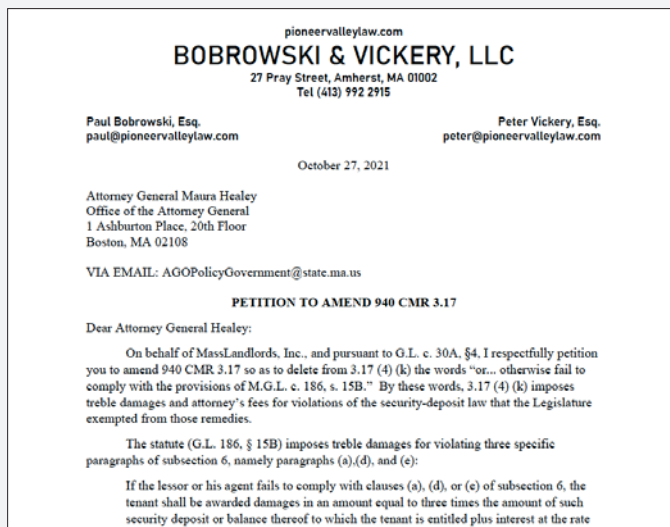 pioneervalleylaw.com
BOBROWSKI & VICKERY, LLC
27 Pray Street, Amherst, MA 01002
Tel (413) 992 2915
Paul Bobrowski, Esq.
paul@pioneervalleylaw.com
Peter Vickery, Esq.
peter@pioneervalleylaw.com
October 27, 2021
Attorney General Maura Healey
Office of the Attorney General
1 Ashburton Place, 20th Floor
Boston, MA 02108
VIA EMAIL: AGOPolicyGovernment@state.ma.us
PETITION TO AMEND 940 CMR 3.17
Dear Attorney General Healey:
On behalf of MassLandlords, Inc., and pursuant to G.L. c. 30A, §4, I respectfully petition
you to amend 940 CMR 3.17 so as to delete from 3.17 (4) (k) the words “or... otherwise fail to
comply with the provisions of M.G.L. c. 186, s. 15B.” By these words, 3.17 (4) (k) imposes
treble damages and attorney’s fees for violations of the security-deposit law that the Legislature
exempted from those remedies.
The statute (G.L. 186, § 15B) imposes treble damages for violating three specific
paragraphs of subsection 6, namely paragraphs (a),(d), and (e):
If the lessor or his agent fails to comply with clauses (a), (d), or (e) of subsection 6, the
tenant shall be awarded damages in an amount equal to three times the amount of such
security deposit or balance thereof to which the tenant is entitled plus interest at the rate